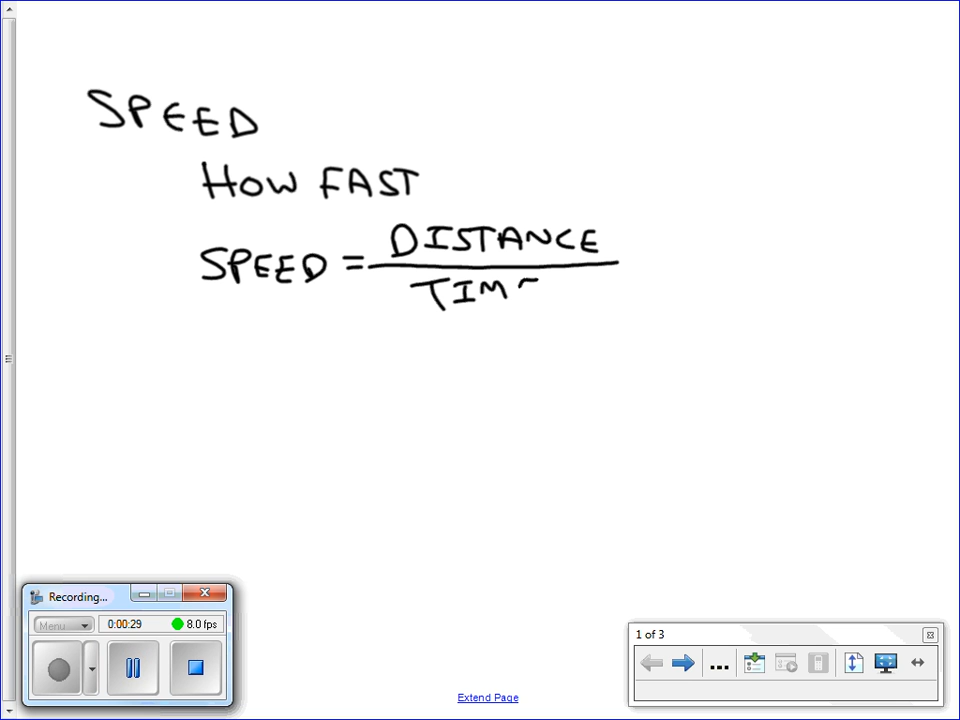 SPEED
HOW FAST
SPEED = DISTANCE
TIM
Recording...
Menu
0:00:29
8.0 fps
1 of 3
...
Extend Page